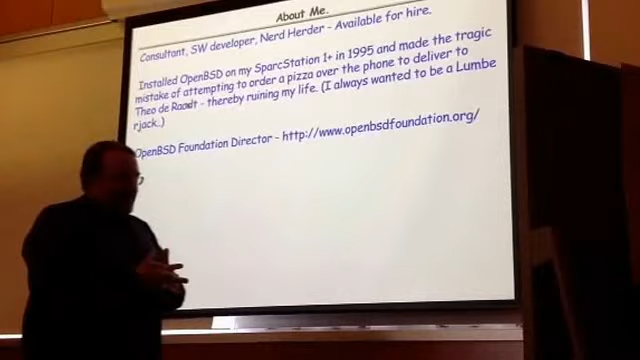 About Me.
Consultant, SW developer, Nerd Herder - Available for hire.
Installed OpenBSD on my SparcStation 1+ in 1995 and made the tragic
mistake of attempting to order a pizza over the phone to deliver to
Theo de Raadt - thereby ruining my life. (I always wanted to be a Lumbe
rjack..)
OpenBSD Foundation Director - http://www.openbsdfoundation.org/